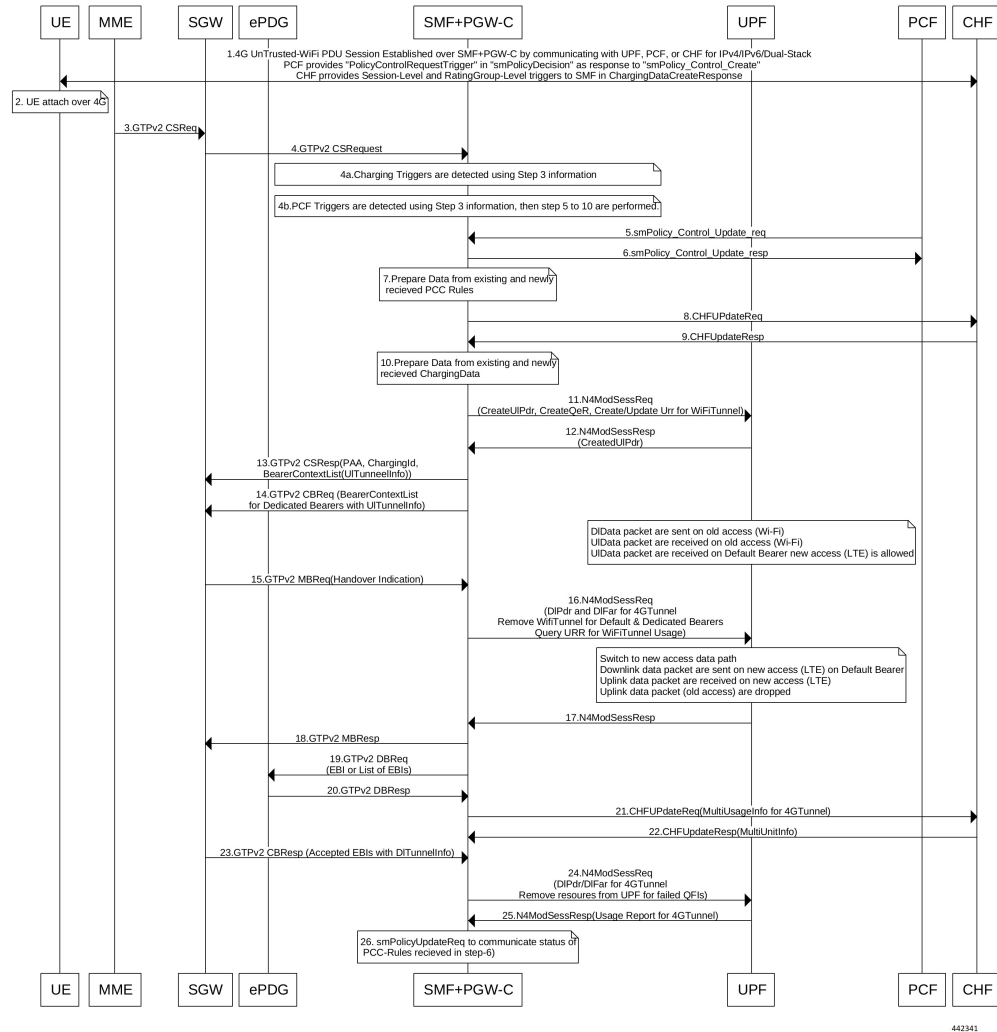 UE
MME
SGW
ePDG
SMF+PGW-C
UPF
PCF
CHF
1.4G UnTrusted-WiFi PDU Session Established over SMF+PGW-C by communicating with UPF, PCF, or CHF for IPv4/IPv6/Dual-Stack
PCF provides "PolicyControlRequestTrigger" in "smPolicyDecision" as response to "smPolicy_Control_Create"
CHF prrovides Session-Level and RatingGroup-Level triggers to SMF in ChargingDataCreateResponse
2. UE attach over 4G
3.GTPv2 CSReq
4.GTPv2 CSRequest
4a.Charging Triggers are detected using Step 3 information
4b.PCF Triggers are detected using Step 3 information, then step 5 to 10 are performed.
5.smPolicy_Control_Update_req
6.smPolicy_Control_Update_resp
7.Prepare Data from existing and newly
recieved PCC Rules
8.CHFUPdateReq
9.CHFUpdateResp
10.Prepare Data from existing and newly
recieved ChargingData
11.N4ModSessReq
(CreateUlPdr, CreateQeR, Create/Update Urr for WiFiTunnel)
12.N4ModSessResp
(CreatedUlPdr)
13.GTPv2 CSResp(PAA, ChargingId,
BearerContextList(UlTunneelInfo))
14.GTPv2 CBReq (BearerContextList
for Dedicated Bearers with UlTunnelInfo)
DlData packet are sent on old access (Wi-Fi)
UlData packet are received on old access (Wi-Fi)
UlData packet are received on Default Bearer new access (LTE) is allowed
15.GTPv2 MBReq(Handover Indication)
16.N4ModSessReq
(DlPdr and DlFar for 4GTunnel
Remove WifiTunnel for Default & Dedicated Bearers
Query URR for WiFiTunnel Usage)
Switch to new access data path
Downlink data packet are sent on new access (LTE) on Default Bearer
Uplink data packet are received on new access (LTE)
Uplink data packet (old access) are dropped
17.N4ModSessResp
18.GTPv2 MBResp
19.GTPv2 DBReq
(EBI or List of EBIs)
20.GTPv2 DBResp
21.CHFUPdateReq(MultiUsageInfo for 4GTunnel)
22.CHFUpdateResp(MultiUnitInfo)
23.GTPv2 CBResp (Accepted EBIs with DlTunnelInfo)
24.N4ModSessReq
(DlPdr/DlFar for 4GTunnel
Remove resoures from UPF for failed QFIs)
25.N4ModSessResp(Usage Report for 4GTunnel)
26. smPolicyUpdateReq to communicate status of
PCC-Rules recieved in step-6)
UE
MME
SGW
ePDG
SMF+PGW-C
UPF
PCF
CHF
442341